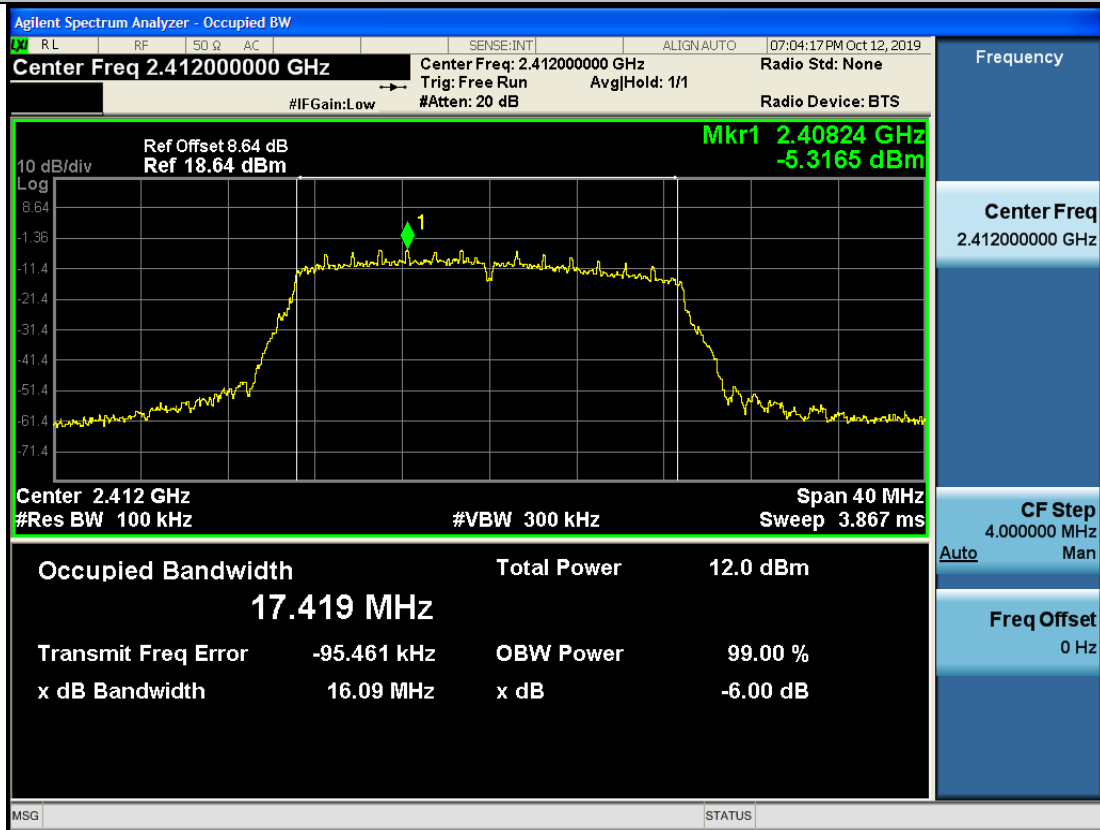 Agilent Spectrum Analyzer - Occupied BW
LXI RL RF 50 Ω AC SENSE:INT ALIGN AUTO 07:04:17 PM Oct 12, 2019
Center Freq 2.412000000 GHz
Center Freq: 2.412000000 GHz Radio Std: None
Trig: Free Run Avg|Hold: 1/1
#IFGain:Low #Atten: 20 dB Radio Device: BTS
Mkr1 2.40824 GHz
-5.3165 dBm
Ref Offset 8.64 dB
10 dB/div Ref 18.64 dBm
Log
8.64
1
-1.36
-11.4
-21.4
-31.4
-41.4
-51.4
-61.4
-71.4
Center 2.412 GHz Span 40 MHz
#Res BW 100 kHz #VBW 300 kHz Sweep 3.867 ms
Occupied Bandwidth Total Power 12.0 dBm
17.419 MHz
Transmit Freq Error -95.461 kHz OBW Power 99.00 %
x dB Bandwidth 16.09 MHz x dB -6.00 dB
MSG STATUS
Frequency
Center Freq
2.412000000 GHz
CF Step
4.000000 MHz
Auto Man
Freq Offset
0 Hz